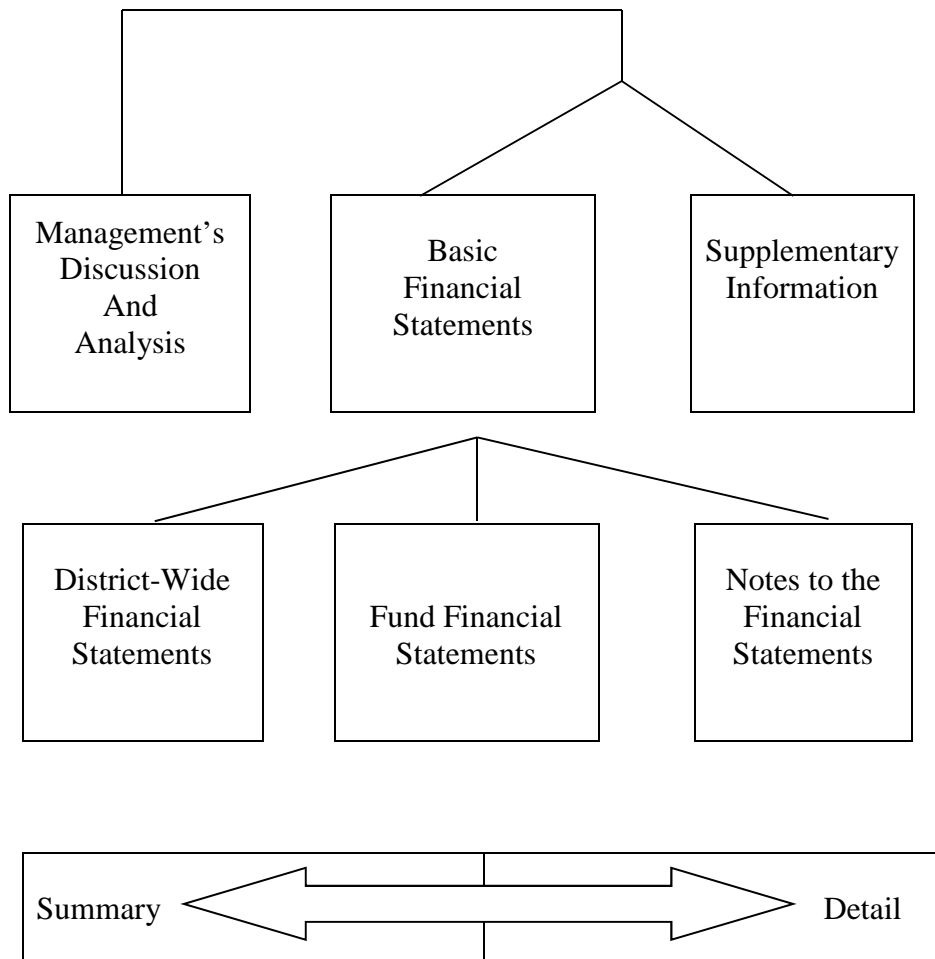 Management’s
Discussion
And
Analysis
Basic
Financial
Statements
Supplementary
Information
District-Wide
Financial
Statements
Fund Financial
Statements
Notes to the
Financial
Statements
Summary
Detail